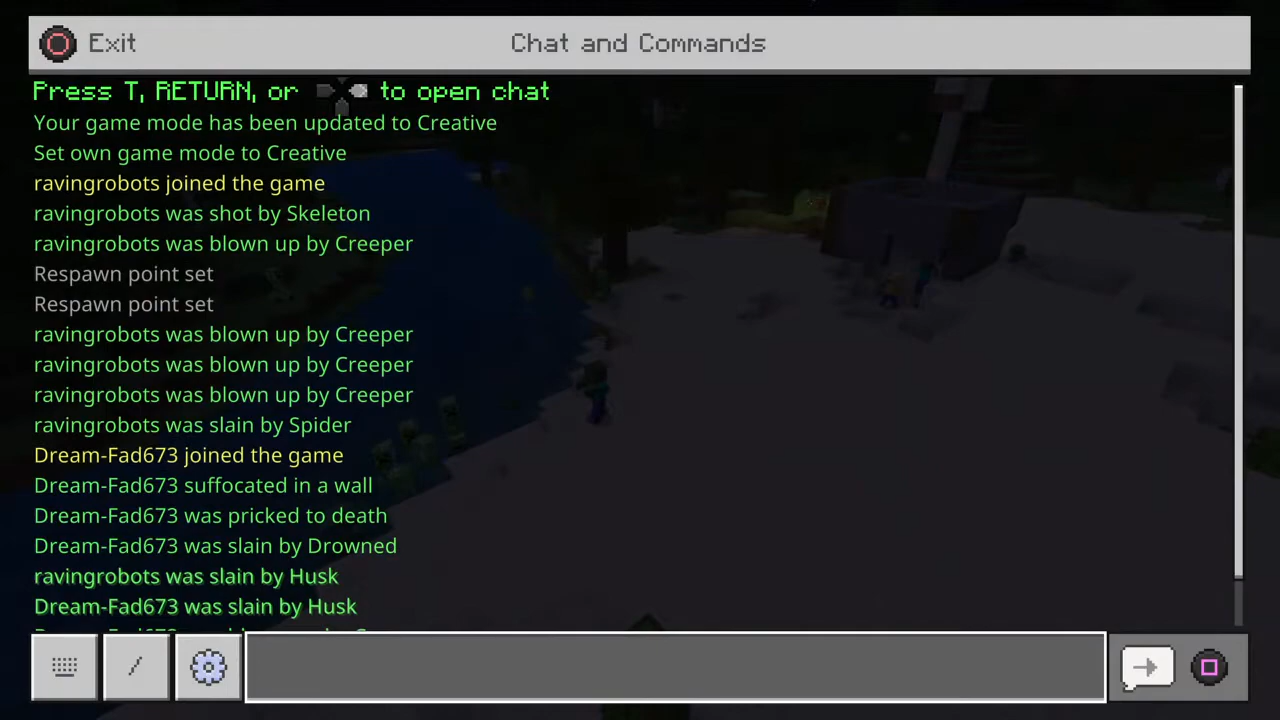 Exit
Chat and Commands
Press T, RETURN, or to open chat
Your game mode has been updated to Creative
Set own game mode to Creative
ravingrobots joined the game
ravingrobots was shot by Skeleton
ravingrobots was blown up by Creeper
Respawn point set
Respawn point set
ravingrobots was blown up by Creeper
ravingrobots was blown up by Creeper
ravingrobots was blown up by Creeper
ravingrobots was slain by Spider
Dream-Fad673 joined the game
Dream-Fad673 suffocated in a wall
Dream-Fad673 was pricked to death
Dream-Fad673 was slain by Drowned
ravingrobots was slain by Husk
Dream-Fad673 was slain by Husk